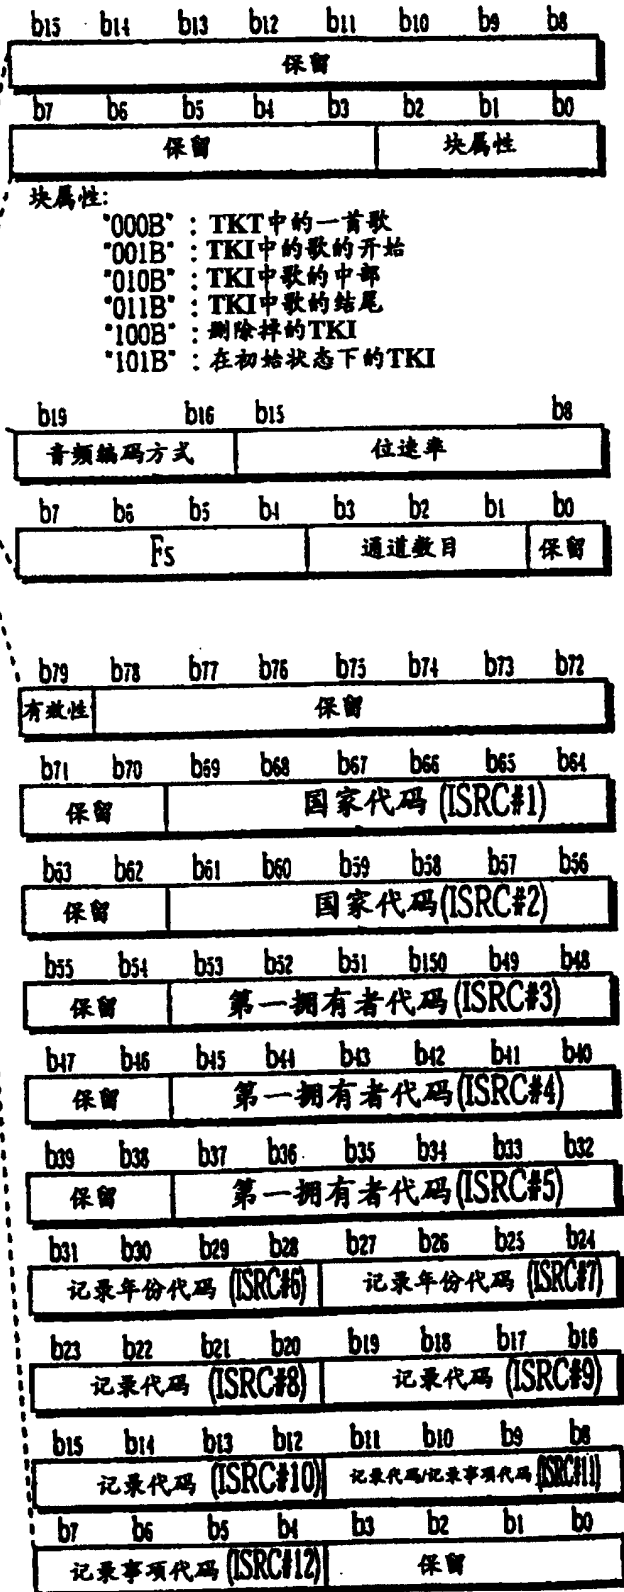 b15 b14 b13 b12 b11 b10 b9 b8
保留
b7 b6 b5 b4 b3 b2 b1 b0
保留 块属性
块属性:
"000B" : TKT中的一首歌
"001B" : TKI中的歌的开始
"010B" : TKI中歌的中部
"011B" : TKI中歌的结尾
"100B" : 删除掉的TKI
"101B" : 在初始状态下的TKI
b19 b16 b15 b8
音频编码方式 位速率
b7 b6 b5 b4 b3 b2 b1 b0
Fs 通道数目 保留
b79 b78 b77 b76 b75 b74 b73 b72
有效性 保留
b71 b70 b69 b68 b67 b66 b65 b64
保留 国家代码 (ISRC#1)
b63 b62 b61 b60 b59 b58 b57 b56
保留 国家代码(ISRC#2)
b55 b54 b53 b52 b51 b150 b49 b48
保留 第一拥有者代码(ISRC#3)
b47 b46 b45 b44 b43 b42 b41 b40
保留 第一拥有者代码(ISRC#4)
b39 b38 b37 b36 b35 b34 b33 b32
保留 第一拥有者代码(ISRC#5)
b31 b30 b29 b28 b27 b26 b25 b24
记录年份代码 (ISRC#6) 记录年份代码 (ISRC#7)
b23 b22 b21 b20 b19 b18 b17 b16
记录代码 (ISRC#8) 记录代码 (ISRC#9)
b15 b14 b13 b12 b11 b10 b9 b8
记录代码 (ISRC#10) 记录代码/记录事项代码(ISRC#11)
b7 b6 b5 b4 b3 b2 b1 b0
记录事项代码(ISRC#12) 保留